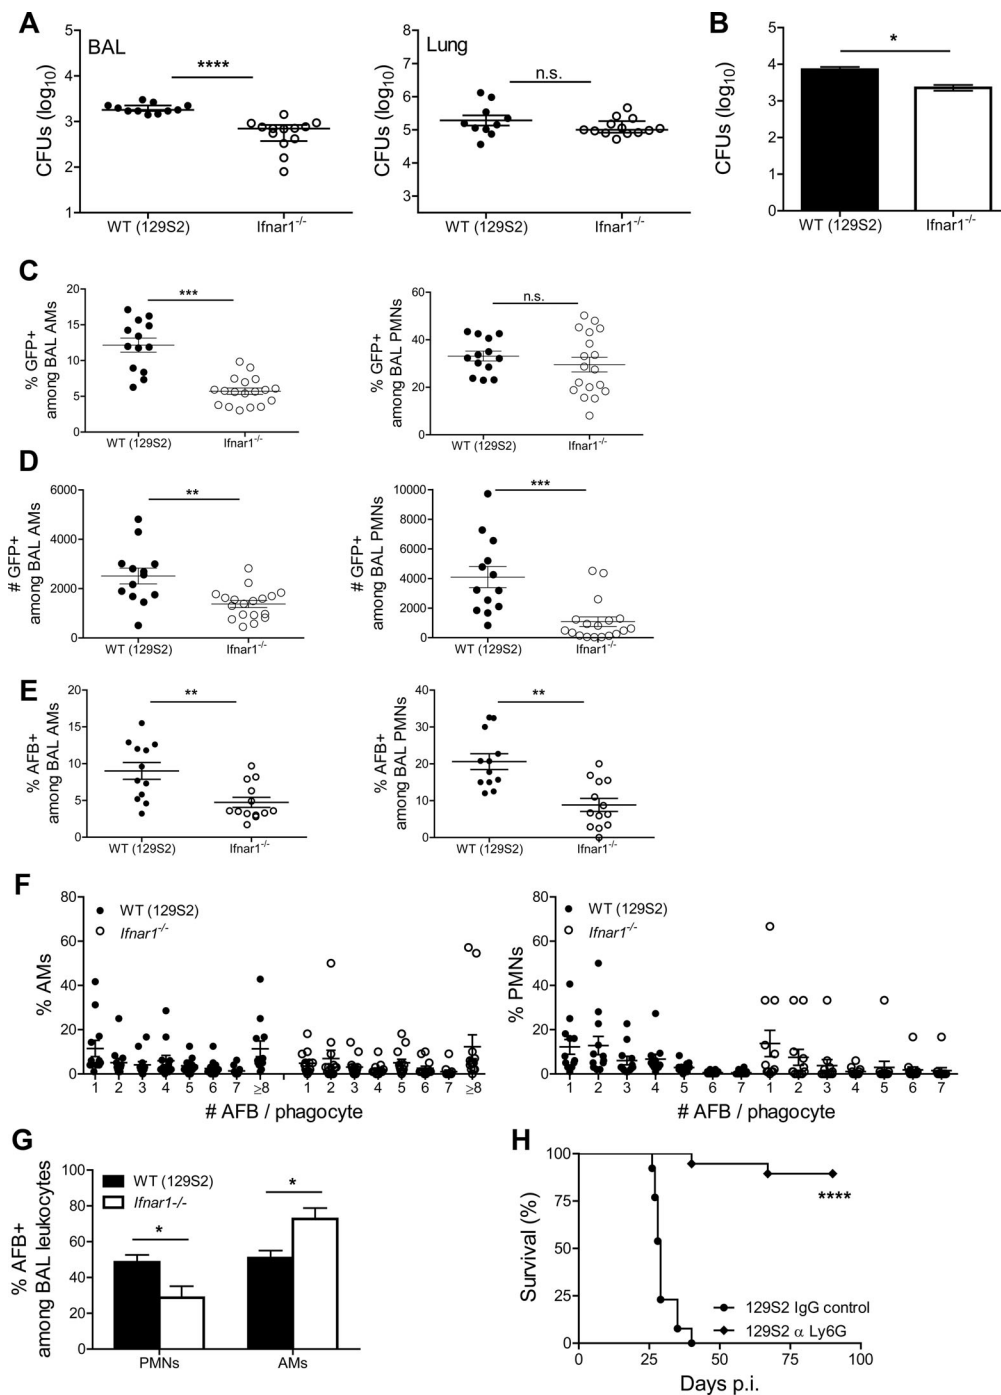 A
BAL
CFUs (log10)
5
4
3
2
1
****
WT (129S2)
Ifnar1-/-
Lung
CFUs (log10)
8
7
6
5
4
3
n.s.
WT (129S2)
Ifnar1-/-
B
CFUs (log10)
5
4
3
2
1
0
*
WT (129S2)
Ifnar1-/-
C
% GFP+
among BAL AMs
20
15
10
5
0
***
WT (129S2)
Ifnar1-/-
% GFP+
among BAL PMNs
60
40
20
0
n.s.
WT (129S2)
Ifnar1-/-
D
# GFP+
among BAL AMs
6000
4000
2000
0
**
WT (129S2)
Ifnar1-/-
# GFP+
among BAL PMNs
10000
8000
6000
4000
2000
0
***
WT (129S2)
Ifnar1-/-
E
% AFB+
among BAL AMs
20
15
10
5
0
**
WT (129S2)
Ifnar1-/-
% AFB+
among BAL PMNs
40
30
20
10
0
**
WT (129S2)
Ifnar1-/-
F
% AMs
80
60
40
20
0
WT (129S2)
Ifnar1-/-
1 2 3 4 5 6 7 ≥8 1 2 3 4 5 6 7 ≥8
# AFB / phagocyte
% PMNs
80
60
40
20
0
WT (129S2)
Ifnar1-/-
1 2 3 4 5 6 7 1 2 3 4 5 6 7
# AFB / phagocyte
G
% AFB+
among BAL leukocytes
100
80
60
40
20
0
WT (129S2)
Ifnar1-/-
*
*
PMNs AMs
H
Survival (%)
100
75
50
25
0
****
129S2 IgG control
129S2 α Ly6G
0 25 50 75 100
Days p.i.